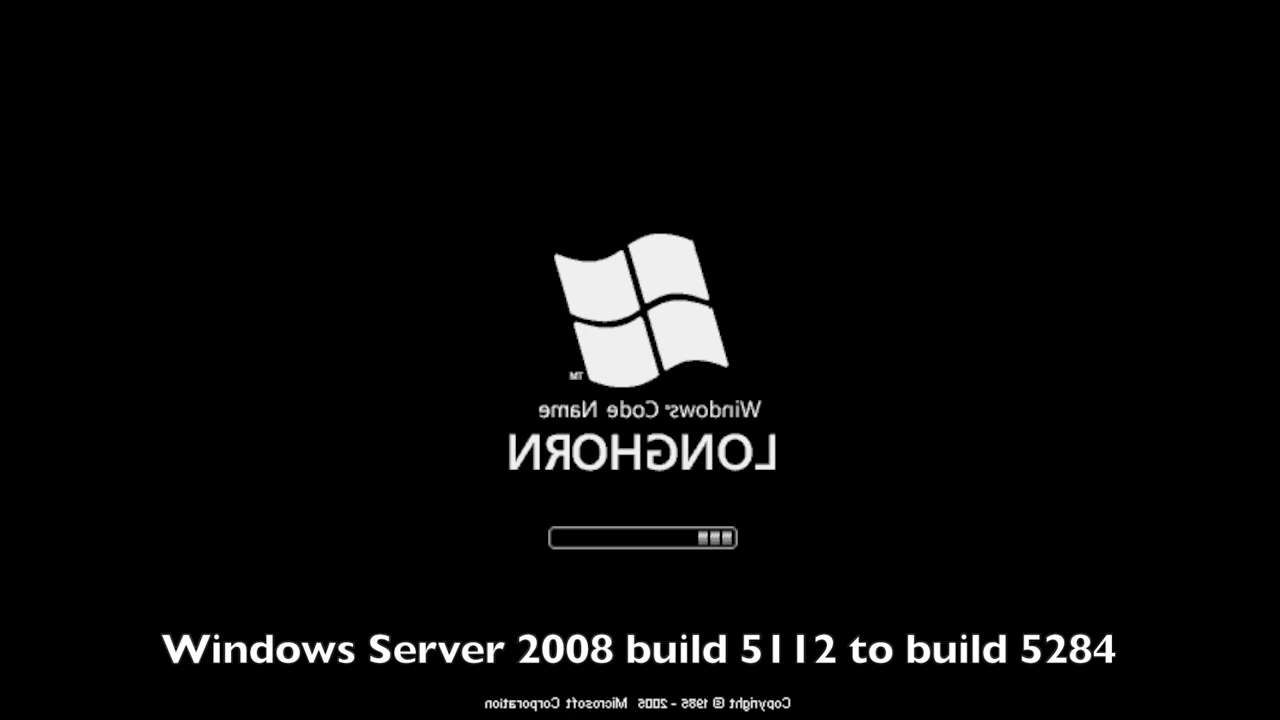 TM
Windows® Code Name
LONGHORN
Windows Server 2008 build 5112 to build 5284
Copyright © 1985 - 2005 Microsoft Corporation